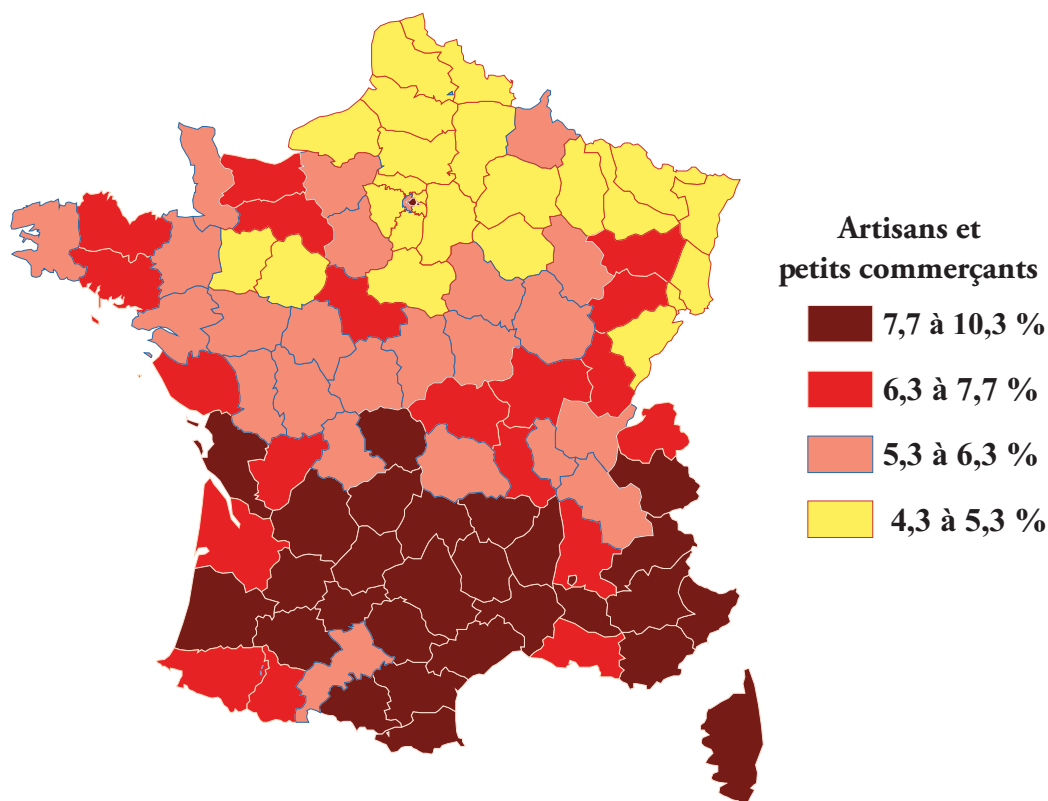 Artisans et
petits commerçants
7,7 à 10,3 %
6,3 à 7,7 %
5,3 à 6,3 %
4,3 à 5,3 %